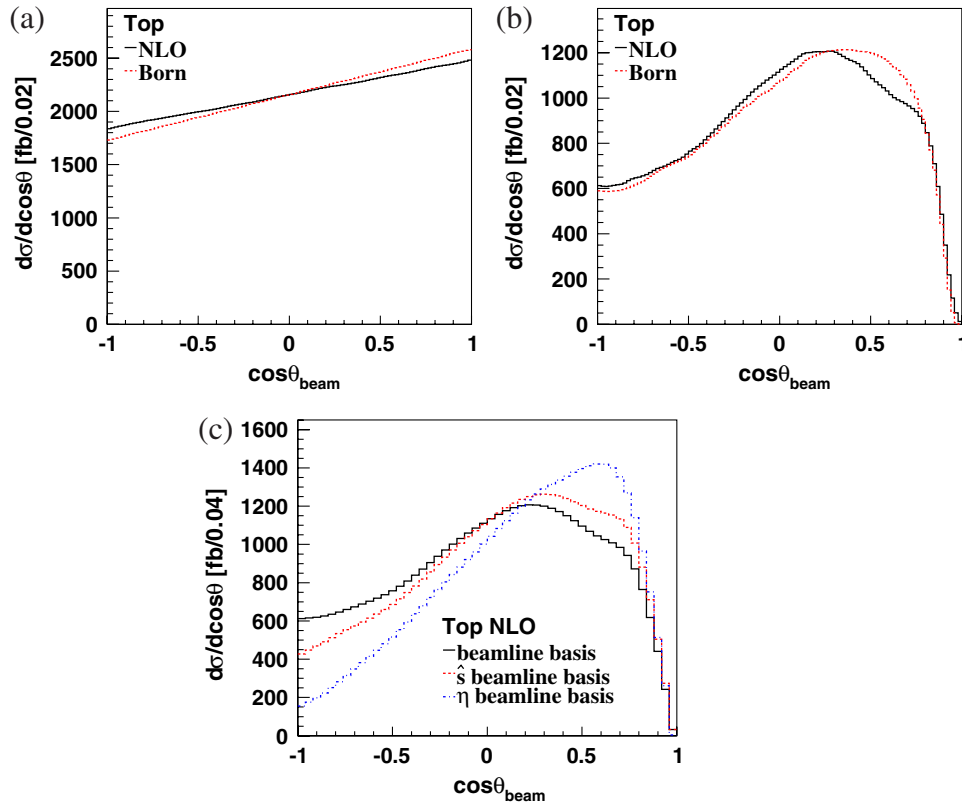 (a)
Top
NLO
Born
dσ/dcosθ [fb/0.02]
2500
2000
1500
1000
500
0
-1 -0.5 0 0.5 1
cosθbeam
(b)
Top
NLO
Born
dσ/dcosθ [fb/0.02]
1200
1000
800
600
400
200
0
-1 -0.5 0 0.5 1
cosθbeam
(c)
dσ/dcosθ [fb/0.04]
1600
1400
1200
1000
800
600
400
200
0
Top NLO
beamline basis
ŝ beamline basis
η beamline basis
-1 -0.5 0 0.5 1
cosθbeam